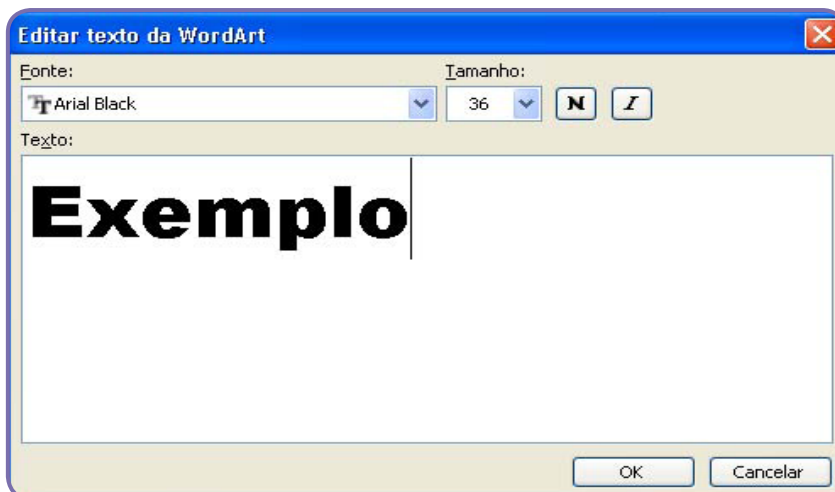 Editar texto da WordArt
Fonte: Tamanho:
Arial Black 36 N I
Texto:
Exemplo
OK Cancelar